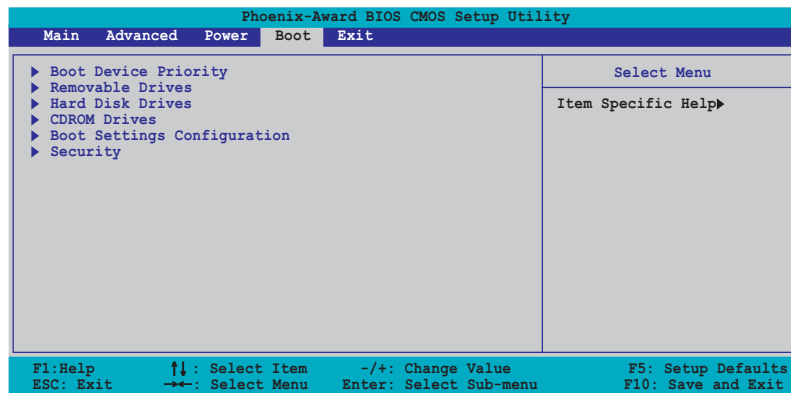 Phoenix-Award BIOS CMOS Setup Utility
Main Advanced Power Boot Exit
Boot Device Priority
Removable Drives
Hard Disk Drives
CDROM Drives
Boot Settings Configuration
Security
Select Menu
Item Specific Help
F1:Help ↑↓: Select Item -/+: Change Value F5: Setup Defaults
ESC: Exit →←: Select Menu Enter: Select Sub-menu F10: Save and Exit